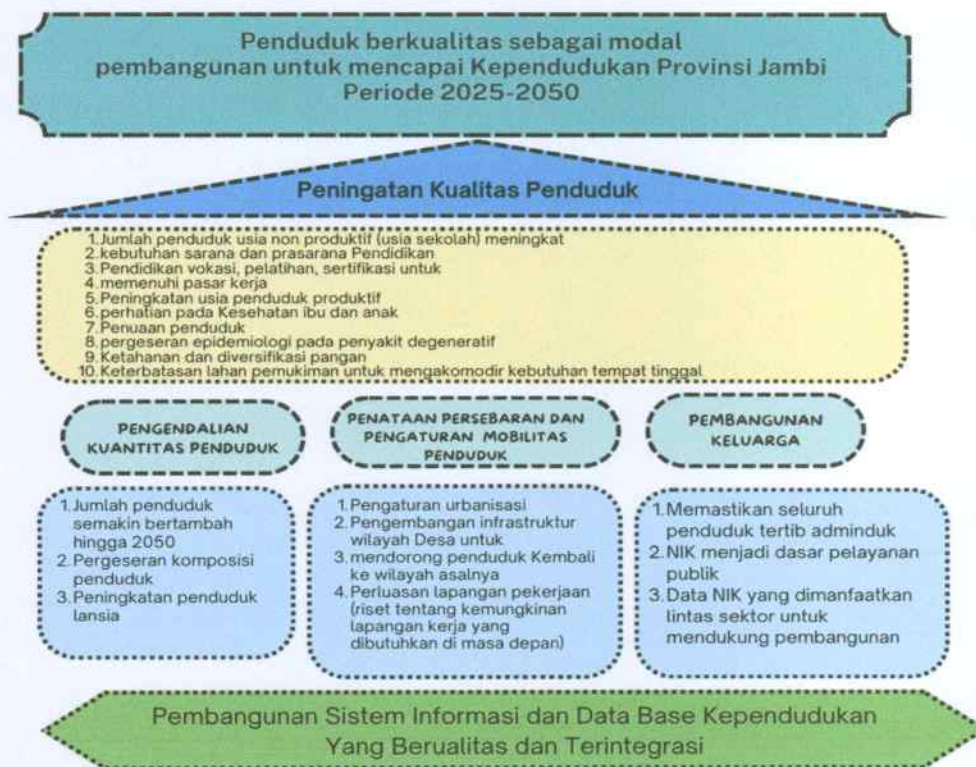 Penduduk berkualitas sebagai modal
pembangunan untuk mencapai Kependudukan Provinsi Jambi
Periode 2025-2050
Peningatan Kualitas Penduduk
1. Jumlah penduduk usia non produktif (usia sekolah) meningkat
2. kebutuhan sarana dan prasarana Pendidikan
3. Pendidikan vokasi, pelatihan, sertifikasi untuk
4. memenuhi pasar kerja
5. Peningkatan usia penduduk produktif
6. perhatian pada Kesehatan ibu dan anak
7. Penuaan penduduk
8. pergeseran epidemiologi pada penyakit degeneratif
9. Ketahanan dan diversifikasi pangan
10. Keterbatasan lahan pemukiman untuk mengakomodir kebutuhan tempat tinggal
PENGENDALIAN
KUANTITAS PENDUDUK
1. Jumlah penduduk
semakin bertambah
hingga 2050
2. Pergeseran komposisi
penduduk
3. Peningkatan penduduk
lansia
PENATAAN PERSEBARAN DAN
PENGATURAN MOBILITAS
PENDUDUK
1. Pengaturan urbanisasi
2. Pengembangan infrastruktur
wilayah Desa untuk
3. mendorong penduduk Kembali
ke wilayah asalnya
4. Perluasan lapangan pekerjaan
(riset tentang kemungkinan
lapangan kerja yang
dibutuhkan di masa depan)
PEMBANGUNAN
KELUARGA
1. Memastikan seluruh
penduduk tertib adminduk
2. NIK menjadi dasar pelayanan
publik
3. Data NIK yang dimanfaatkan
lintas sektor untuk
mendukung pembangunan
Pembangunan Sistem Informasi dan Data Base Kependudukan
Yang Berualitas dan Terintegrasi